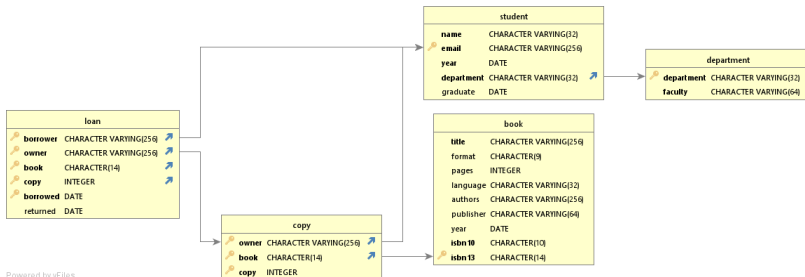 student
name CHARACTER VARYING(32)
email CHARACTER VARYING(256)
year DATE
department CHARACTER VARYING(32)
graduate DATE
department
department CHARACTER VARYING(32)
faculty CHARACTER VARYING(64)
loan
borrower CHARACTER VARYING(256)
owner CHARACTER VARYING(256)
book CHARACTER(14)
copy INTEGER
borrowed DATE
returned DATE
book
title CHARACTER VARYING(256)
format CHARACTER(9)
pages INTEGER
language CHARACTER VARYING(32)
authors CHARACTER VARYING(256)
publisher CHARACTER VARYING(64)
year DATE
isbn10 CHARACTER(10)
isbn13 CHARACTER(14)
copy
owner CHARACTER VARYING(256)
book CHARACTER(14)
copy INTEGER
Powered by yFiles